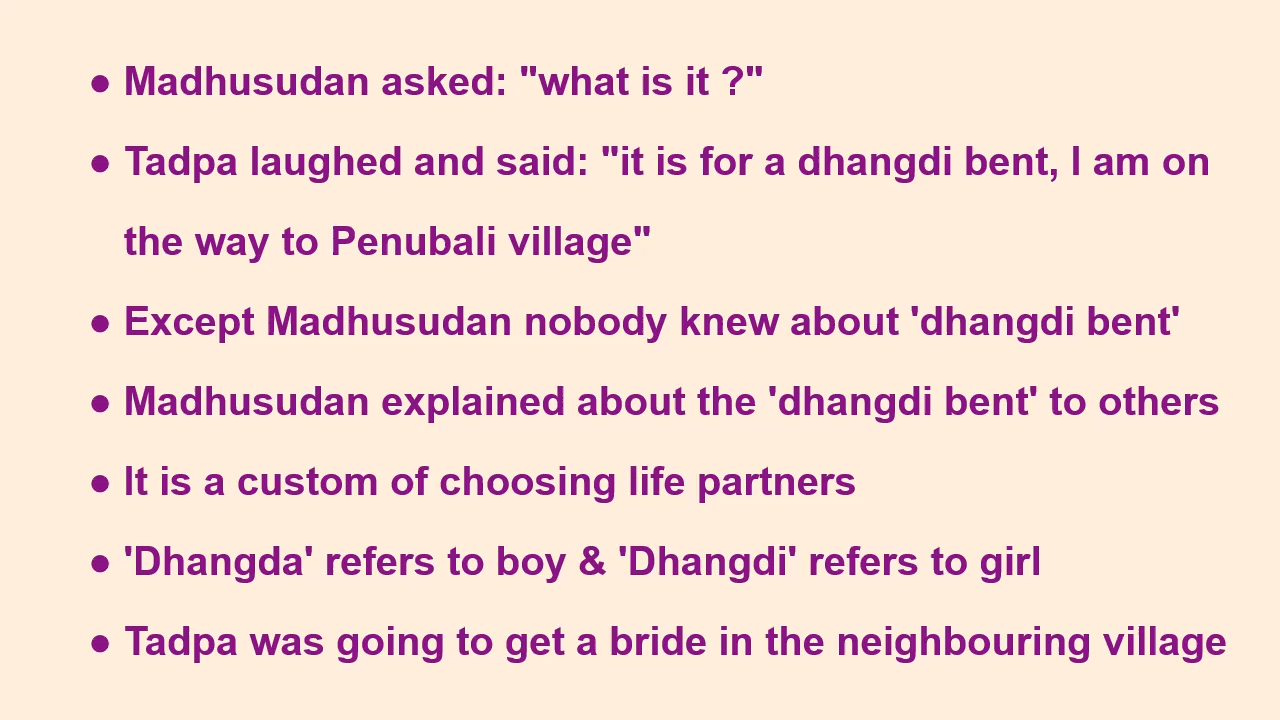 ● Madhusudan asked: "what is it ?"
● Tadpa laughed and said: "it is for a dhangdi bent, I am on
the way to Penubali village"
● Except Madhusudan nobody knew about 'dhangdi bent'
● Madhusudan explained about the 'dhangdi bent' to others
● It is a custom of choosing life partners
● 'Dhangda' refers to boy & 'Dhangdi' refers to girl
● Tadpa was going to get a bride in the neighbouring village